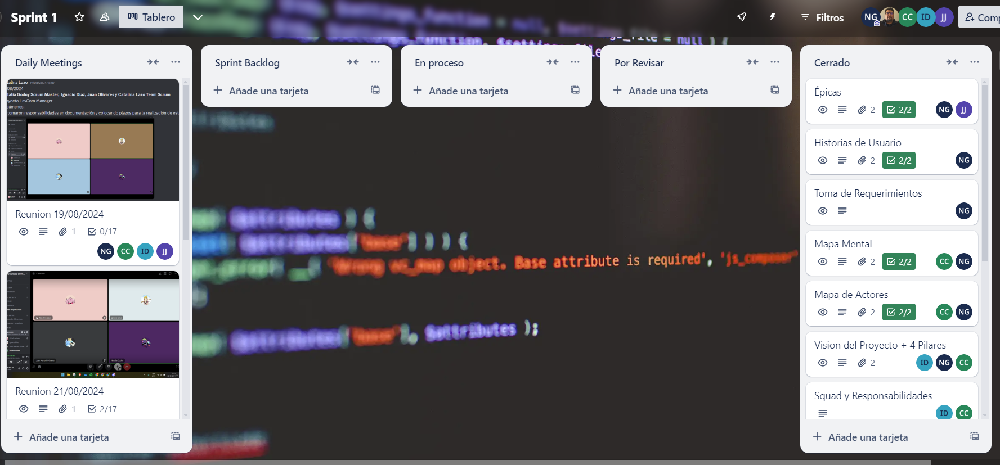 Sprint 1
Tablero
Filtros
NG
CC
ID
JJ
Comp
Daily Meetings
talina Lazo 19/08/2024 18:07
/08/2024
talia Godoy Scrum Master, Ignacio Diaz, Juan Olivares y Catalina Lazo Team Scrum
oyecto LavCom Manager.
súmenes:
tomaron responsabilidades en documentación y colocando plazos para la realización de est
Reunion 19/08/2024
1
0/17
NG
CC
ID
JJ
Reunion 21/08/2024
1
2/17
Añade una tarjeta
Sprint Backlog
Añade una tarjeta
En proceso
Añade una tarjeta
Por Revisar
Añade una tarjeta
Cerrado
Épicas
2
2/2
NG
JJ
Historias de Usuario
2
2/2
NG
Toma de Requerimientos
NG
Mapa Mental
2
2/2
CC
NG
Mapa de Actores
2
2/2
CC
NG
Vision del Proyecto + 4 Pilares
2
ID
NG
CC
Squad y Responsabilidades
ID
CC
Añade una tarjeta
object. Base attribute is required', 'js_composer'
$attributes );